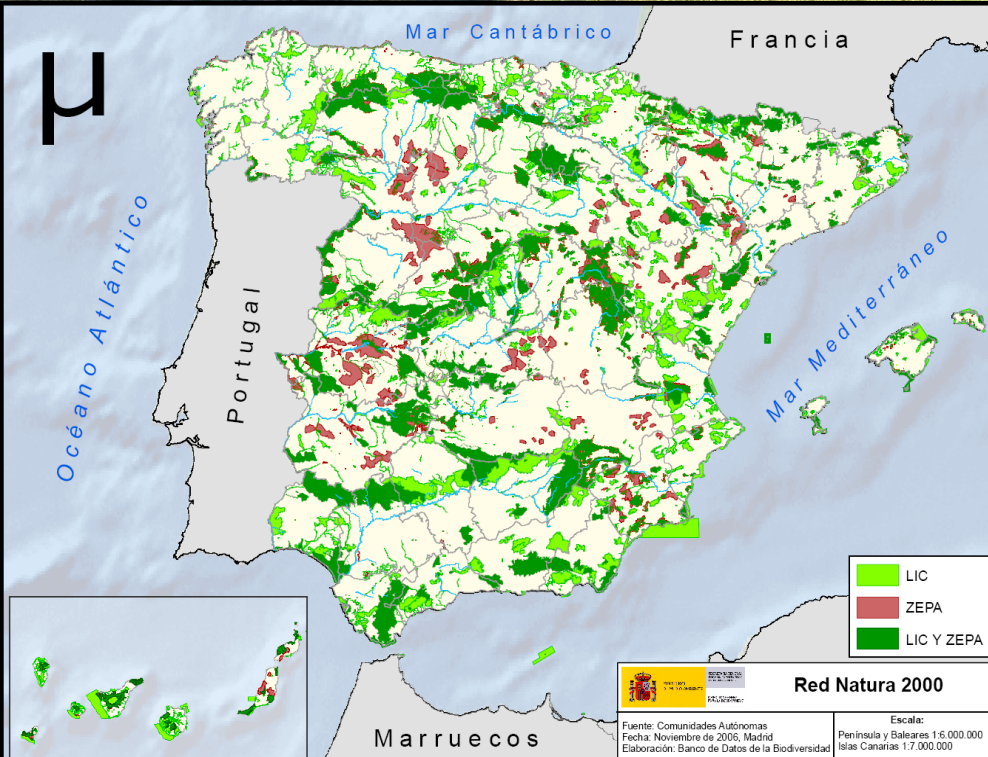 Mar Cantábrico
Francia
µ
Océano Atlántico
Portugal
Mar Mediterráneo
LIC
ZEPA
LIC Y ZEPA
Red Natura 2000
Fuente: Comunidades Autónomas
Fecha: Noviembre de 2006, Madrid
Elaboración: Banco de Datos de la Biodiversidad
Escala:
Península y Baleares 1:6.000.000
Islas Canarias 1:7.000.000
Marruecos